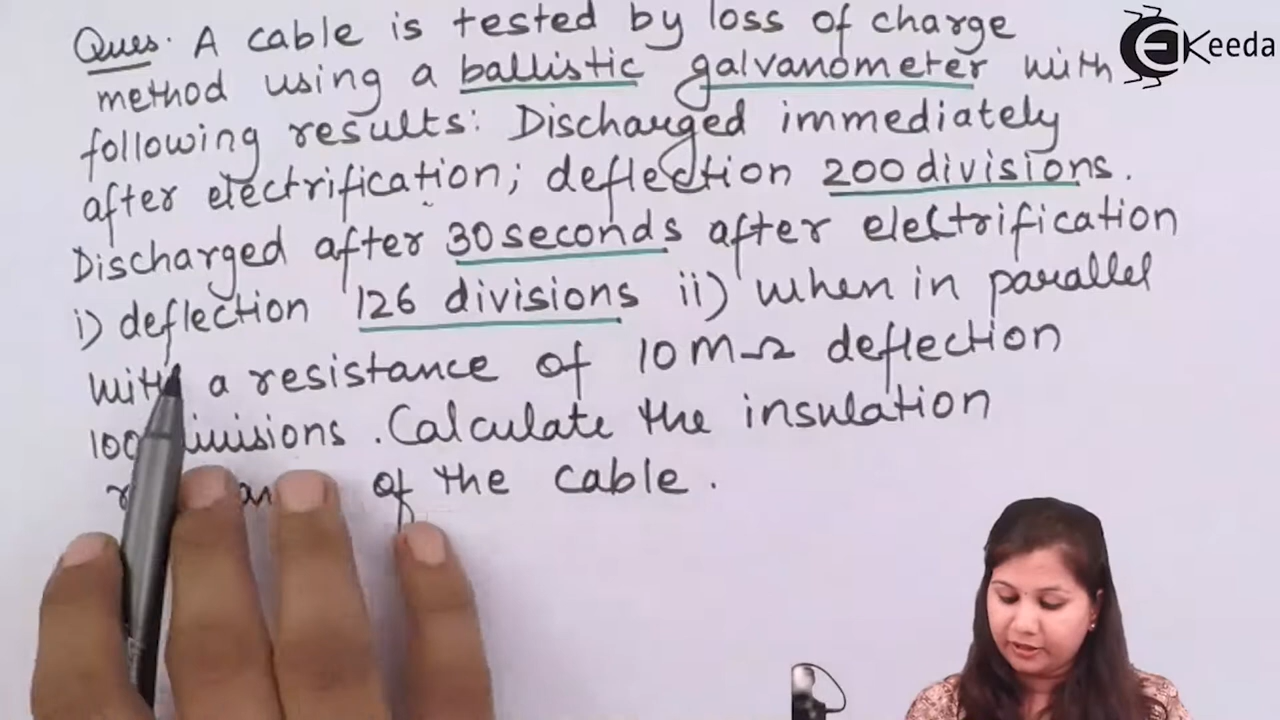 Ques. A cable is tested by loss of charge
method using a ballistic galvanometer with
following results: Discharged immediately
after electrification; deflection 200 divisions.
Discharged after 30 seconds after electrification
i) deflection 126 divisions ii) when in parallel
with a resistance of 10 MΩ deflection
100 divisions. Calculate the insulation
of the cable.
Keeda